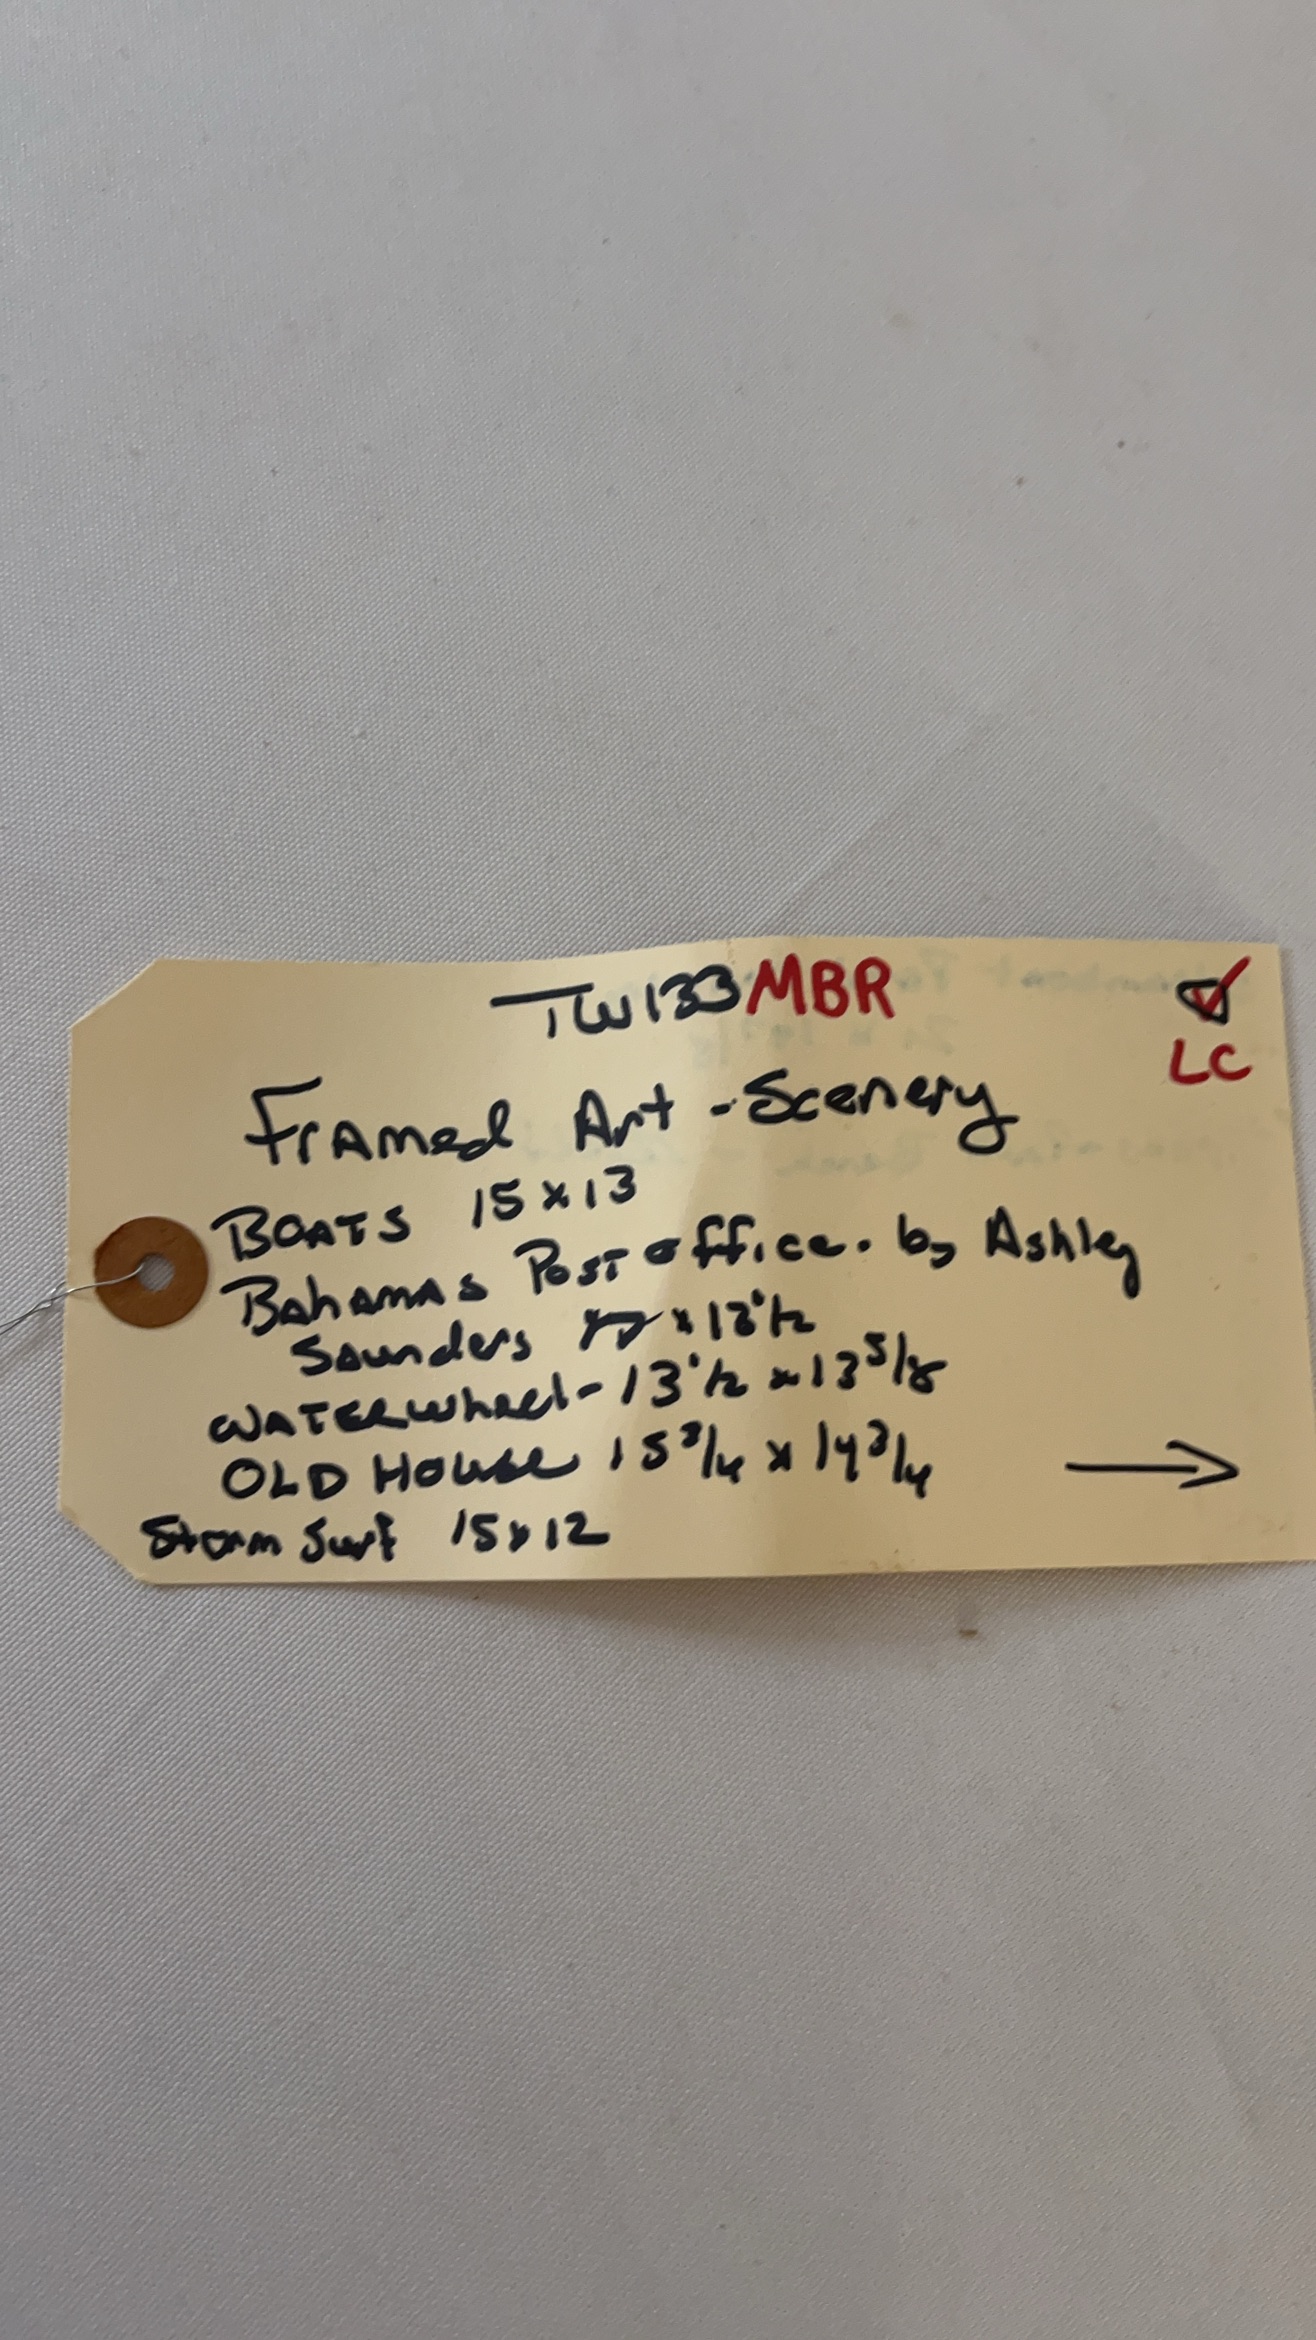 TW133 MBR
LC
Framed Art - Scenery
BOATS 15 x 13
Bahamas Post office. by Ashley
Saunders x 13 1/2
WATERwheel - 13 1/2 x 13 5/8
OLD House 15 3/4 x 14 3/4
Storm Surf 15 x 12